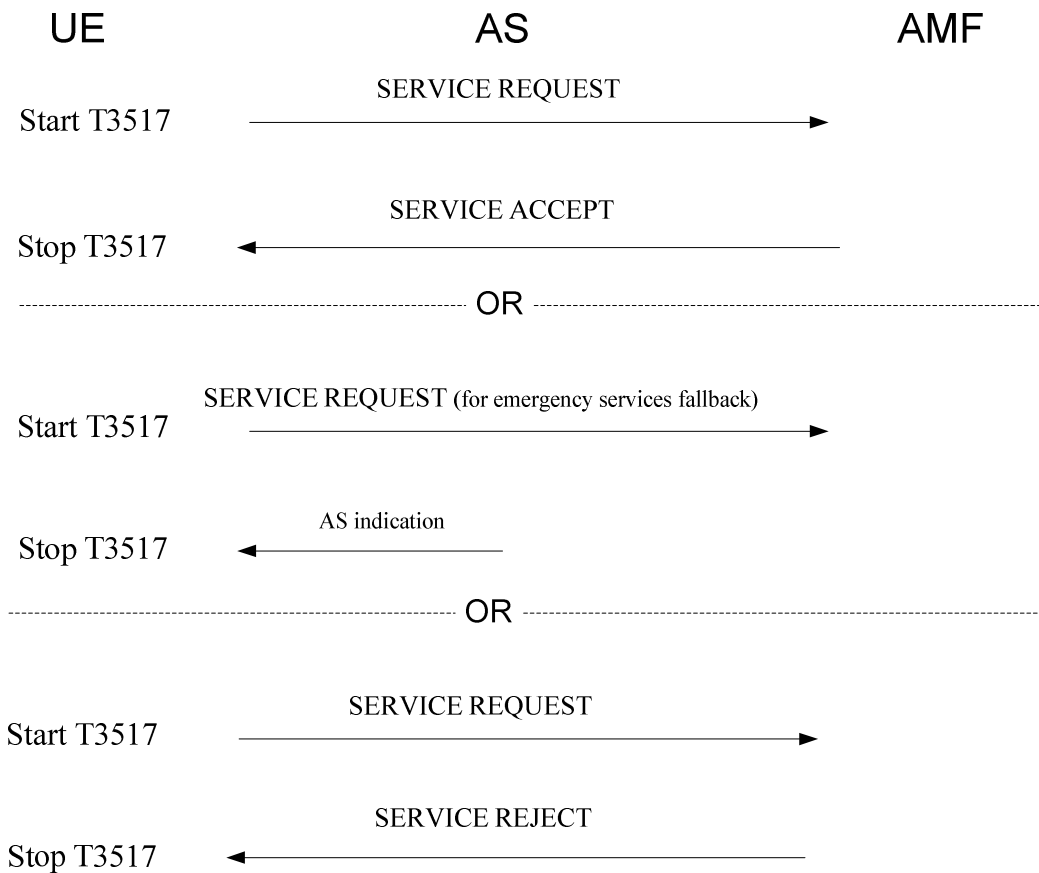 UE AS AMF
SERVICE REQUEST
Start T3517
SERVICE ACCEPT
Stop T3517
OR
SERVICE REQUEST (for emergency services fallback)
Start T3517
AS indication
Stop T3517
OR
SERVICE REQUEST
Start T3517
SERVICE REJECT
Stop T3517